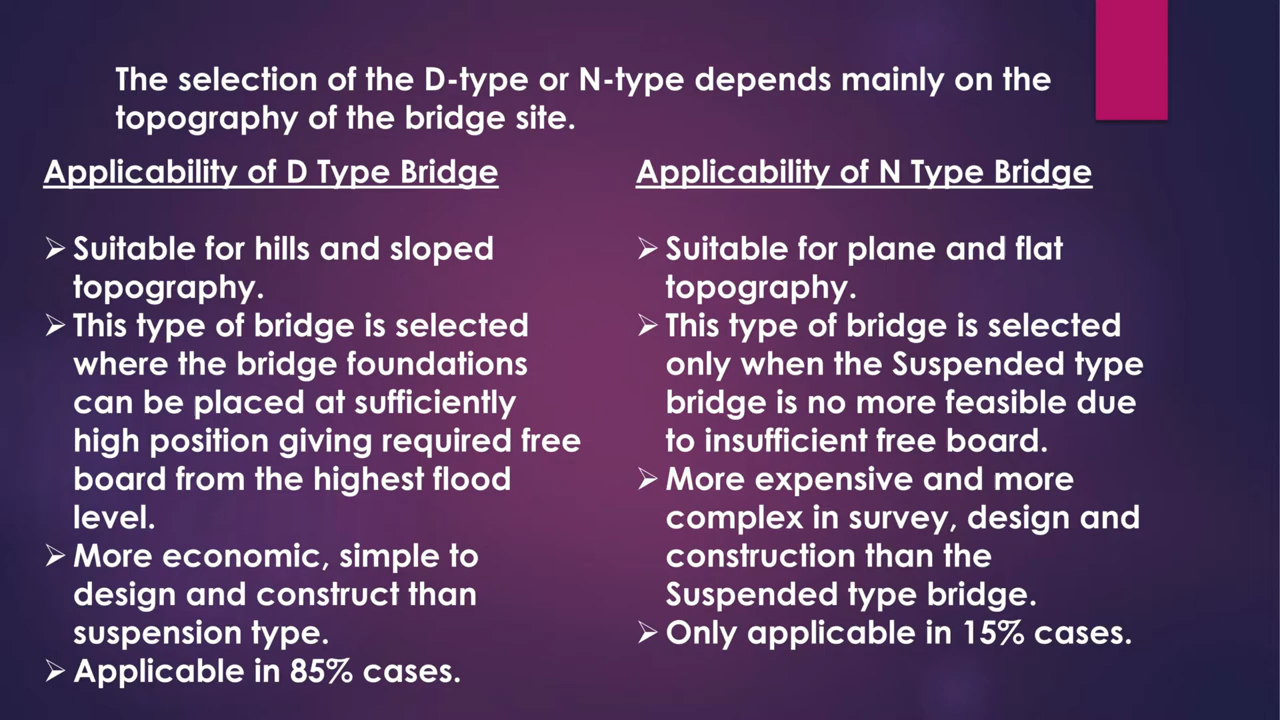 The selection of the D-type or N-type depends mainly on the
topography of the bridge site.
Applicability of D Type Bridge
➢ Suitable for hills and sloped
topography.
➢ This type of bridge is selected
where the bridge foundations
can be placed at sufficiently
high position giving required free
board from the highest flood
level.
➢ More economic, simple to
design and construct than
suspension type.
➢ Applicable in 85% cases.
Applicability of N Type Bridge
➢ Suitable for plane and flat
topography.
➢ This type of bridge is selected
only when the Suspended type
bridge is no more feasible due
to insufficient free board.
➢ More expensive and more
complex in survey, design and
construction than the
Suspended type bridge.
➢ Only applicable in 15% cases.